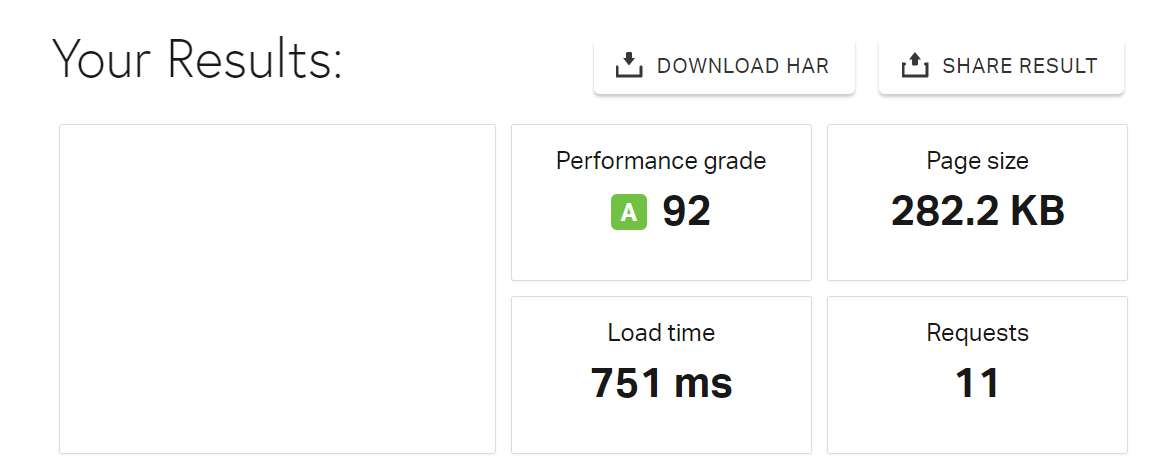 Your Results:
DOWNLOAD HAR
SHARE RESULT
Performance grade
A 92
Page size
282.2 KB
Load time
751 ms
Requests
11